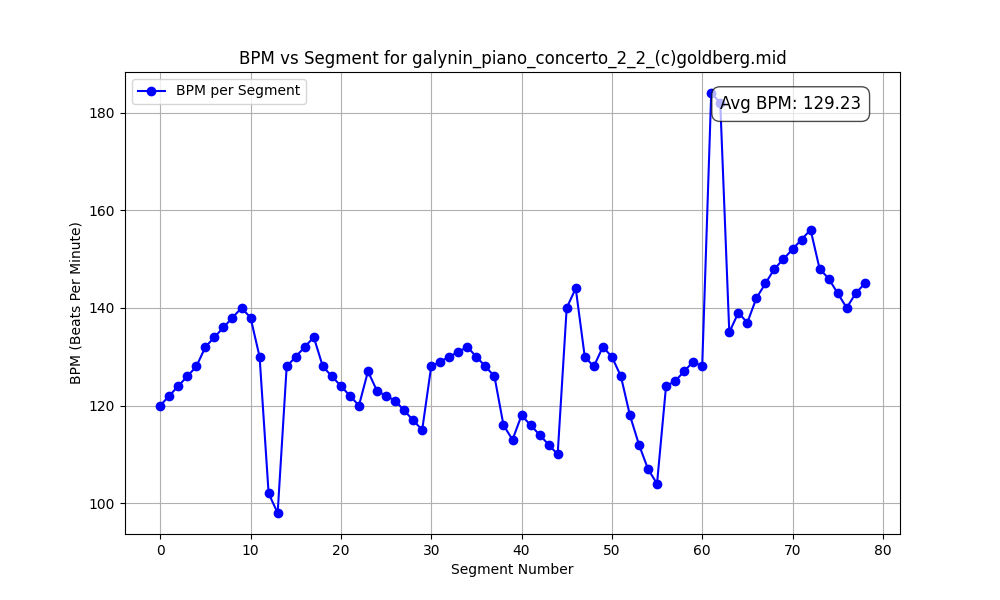 BPM vs Segment for galynin_piano_concerto_2_2_(c)goldberg.mid
BPM per Segment
Avg BPM: 129.23
BPM (Beats Per Minute)
180
160
140
120
100
0 10 20 30 40 50 60 70 80
Segment Number